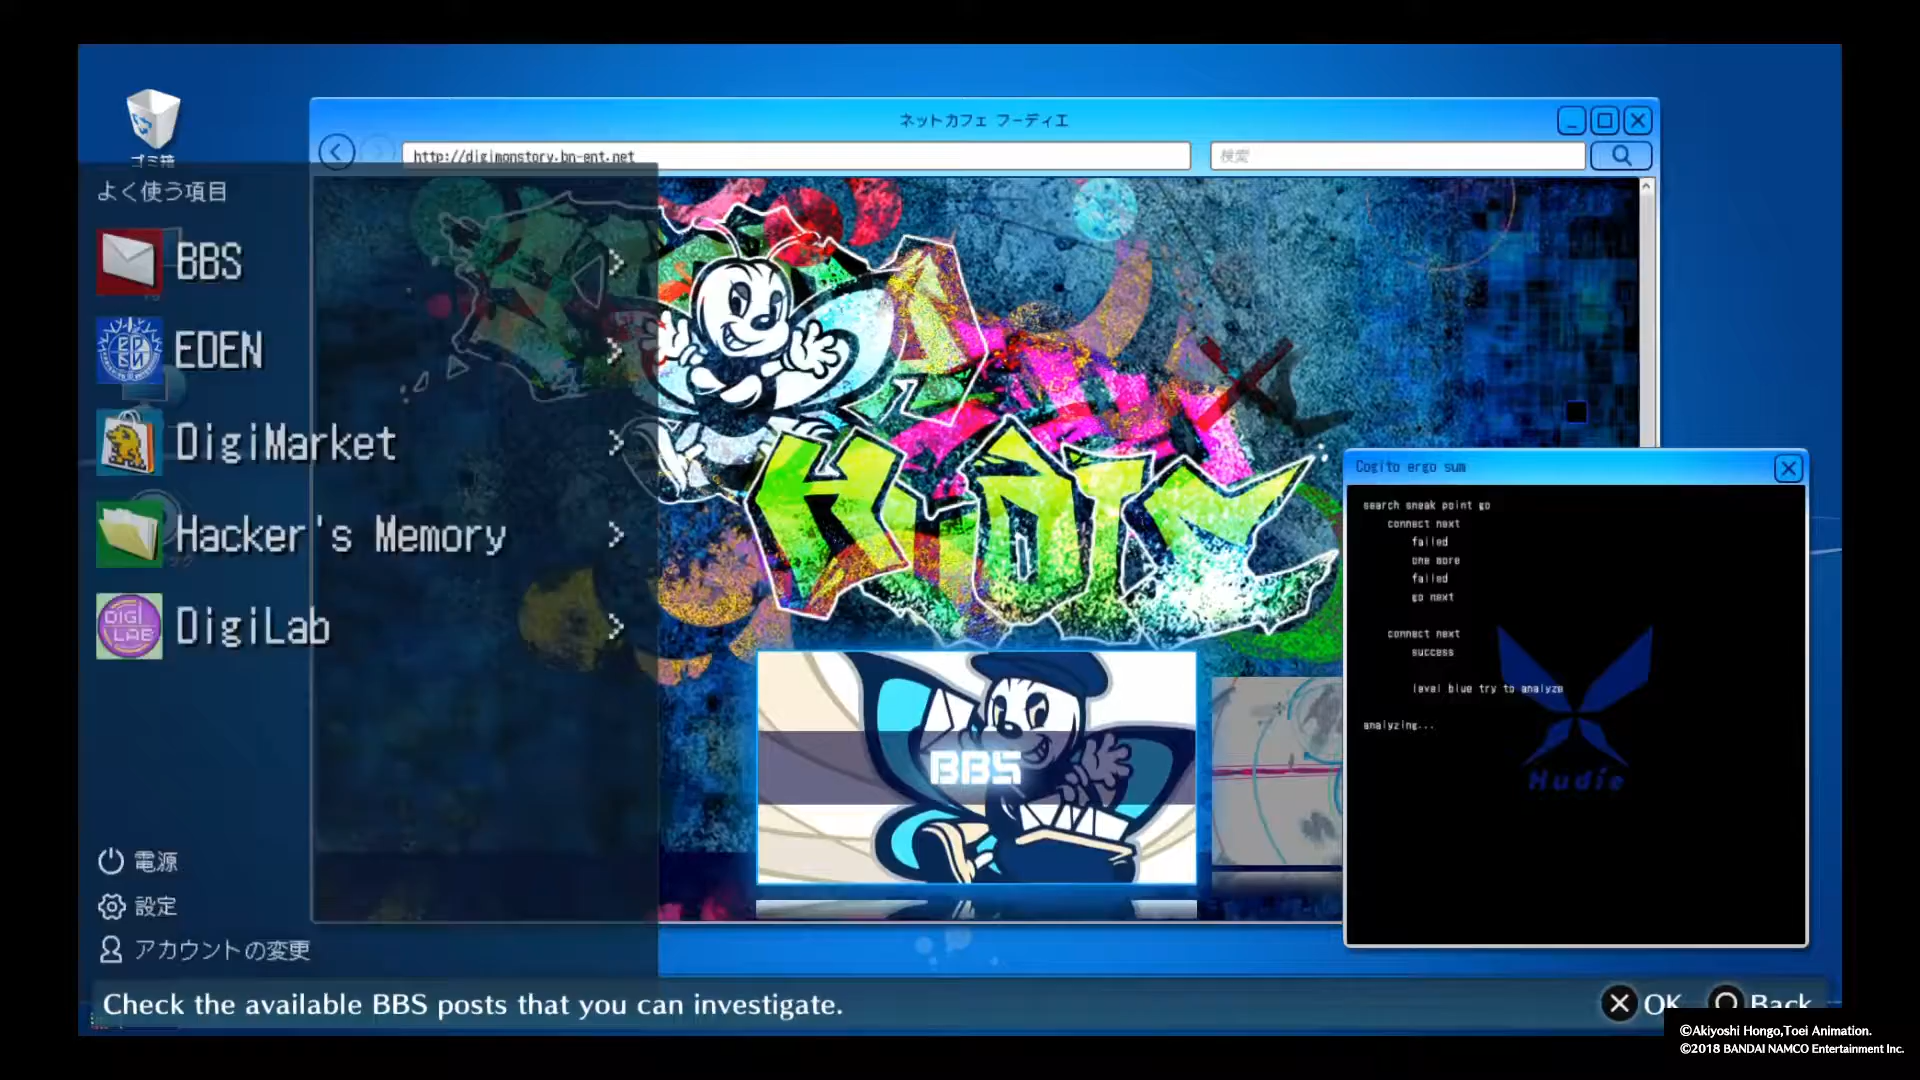 ゴミ箱
ネットカフェ フーディエ
http://digimonstory.bn-ent.net
検索
よく使う項目
BBS
EDEN
DigiMarket
Hacker's Memory
DIGI LAB
DigiLab
HUDIE
BBS
Cogito ergo sum
search sneak point go
connect next
failed
one more
failed
go next
connect next
success
level blue try to analyze
analyzing...
Hudie
電源
設定
アカウントの変更
Check the available BBS posts that you can investigate.
OK
Back
©Akiyoshi Hongo,Toei Animation.
©2018 BANDAI NAMCO Entertainment Inc.